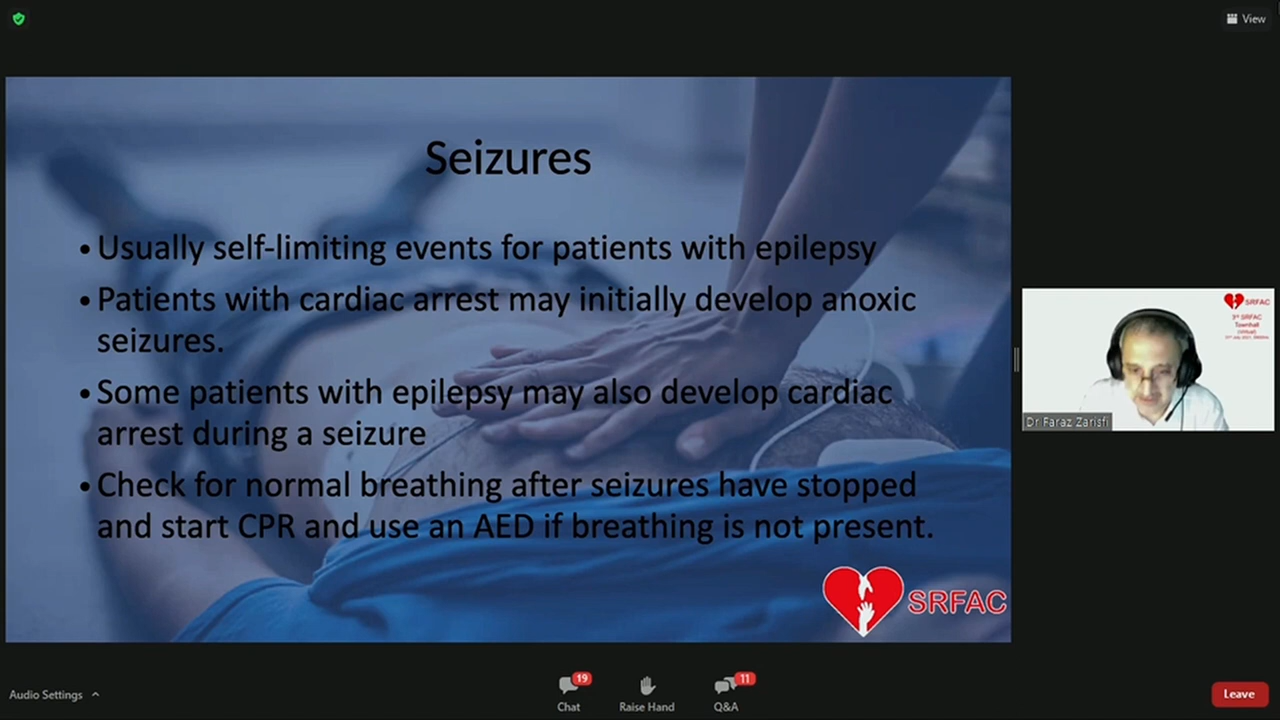 View
Seizures
• Usually self-limiting events for patients with epilepsy
• Patients with cardiac arrest may initially develop anoxic
seizures.
• Some patients with epilepsy may also develop cardiac
arrest during a seizure
• Check for normal breathing after seizures have stopped
and start CPR and use an AED if breathing is not present.
SRFAC
SRFAC
3rd SRFAC
Townhall
(Virtual)
Dr Faraz Zarisfi
Audio Settings
19
Chat
Raise Hand
11
Q&A
Leave